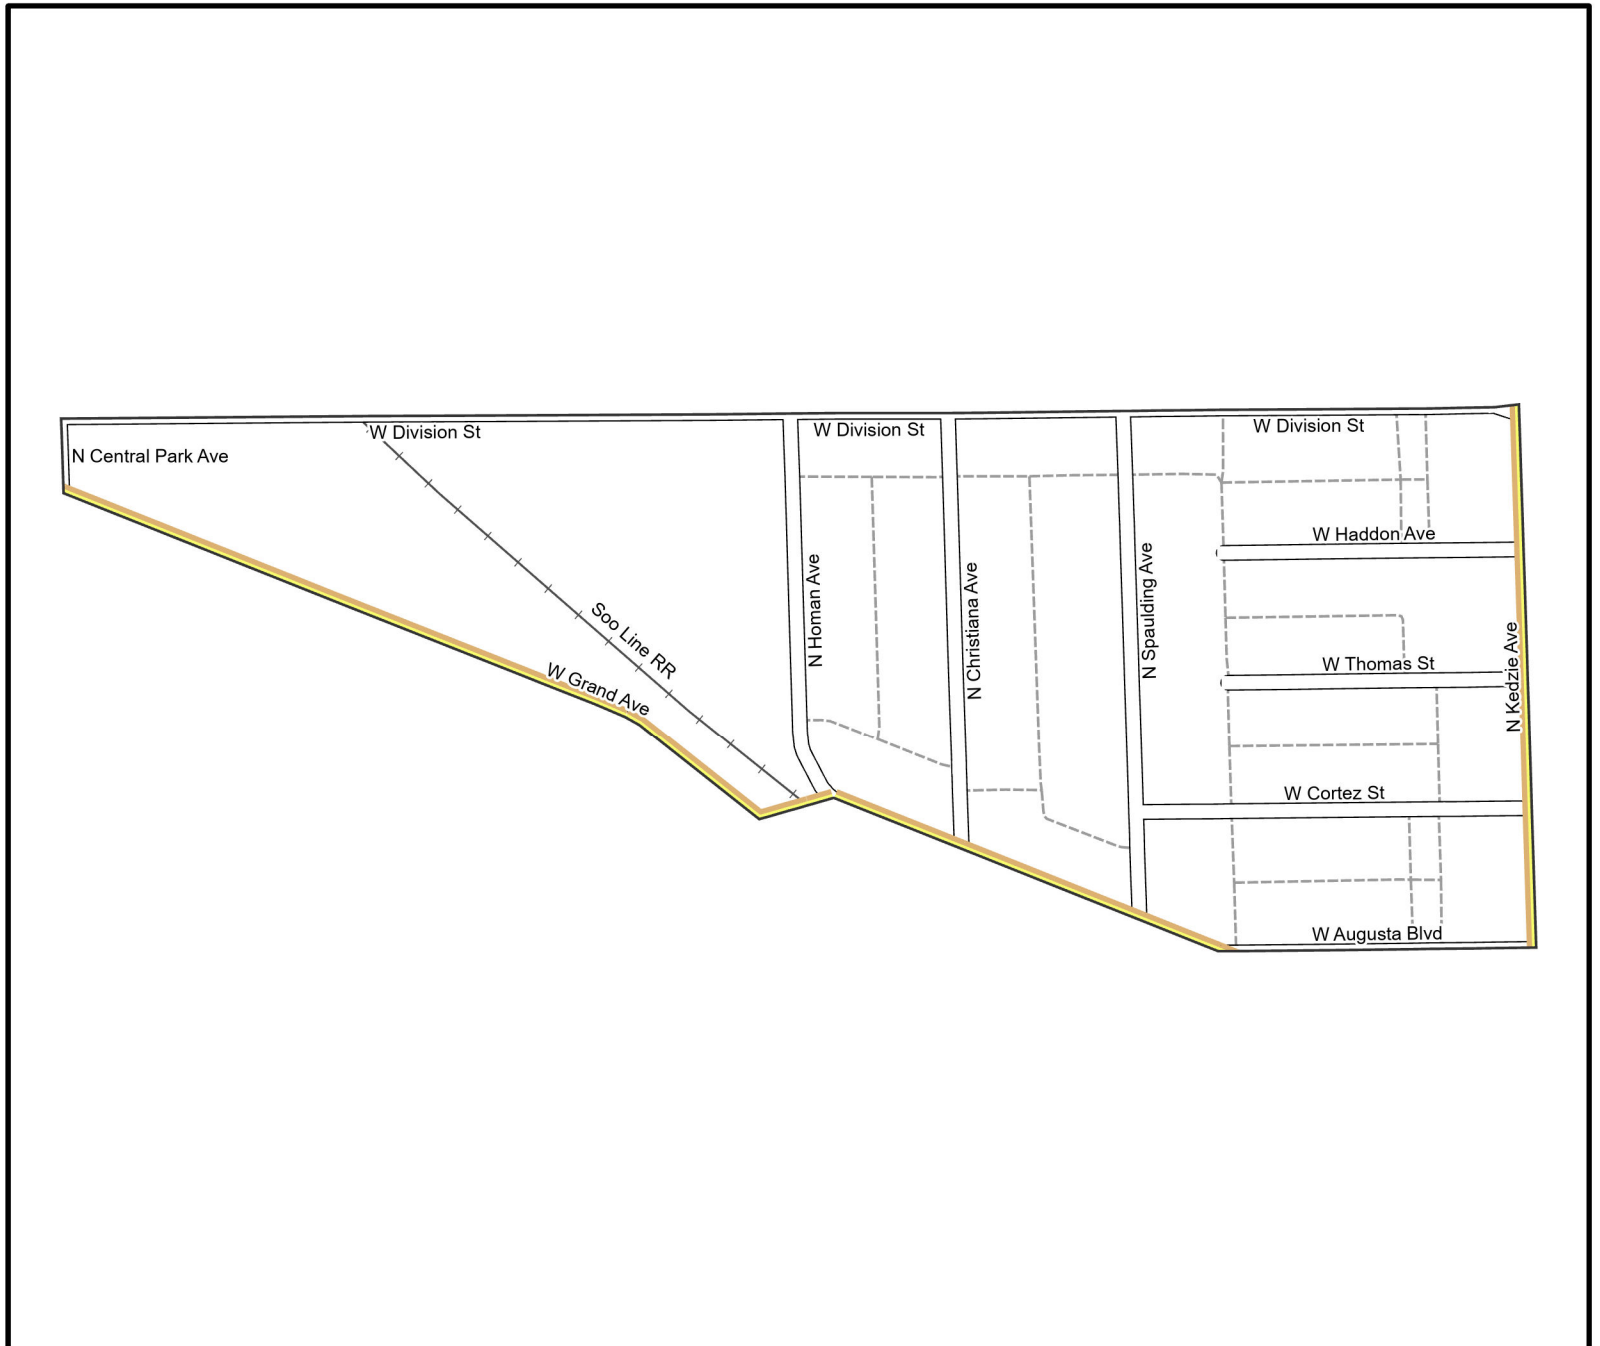 W Division St
W Division St
W Division St
N Central Park Ave
W Haddon Ave
N Homan Ave
N Christiana Ave
N Spaulding Ave
Soo Line RR
W Thomas St
N Kedzie Ave
W Grand Ave
W Cortez St
W Augusta Blvd